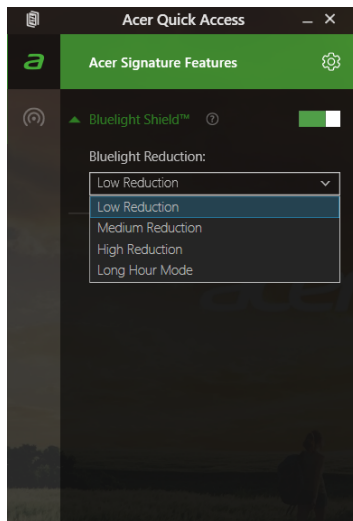 Acer Quick Access
Acer Signature Features
Bluelight Shield™
Bluelight Reduction:
Low Reduction
Low Reduction
Medium Reduction
High Reduction
Long Hour Mode
acer